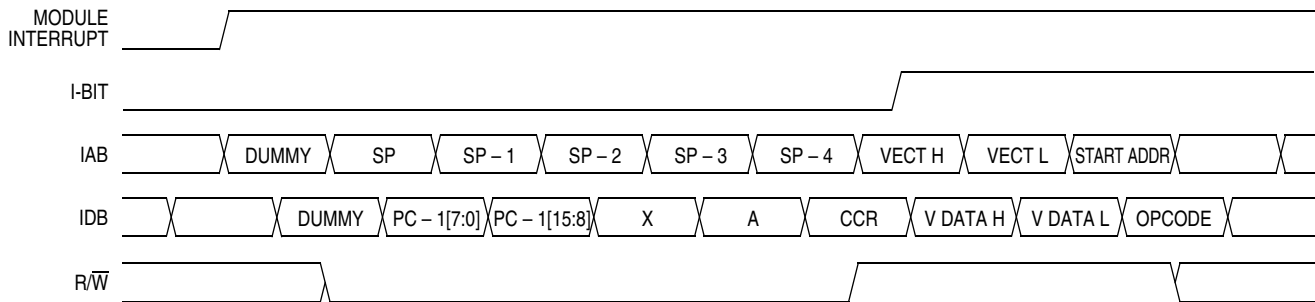 MODULE
INTERRUPT
I-BIT
IAB DUMMY SP SP – 1 SP – 2 SP – 3 SP – 4 VECT H VECT L START ADDR
IDB DUMMY PC – 1[7:0] PC – 1[15:8] X A CCR V DATA H V DATA L OPCODE
R/W̅